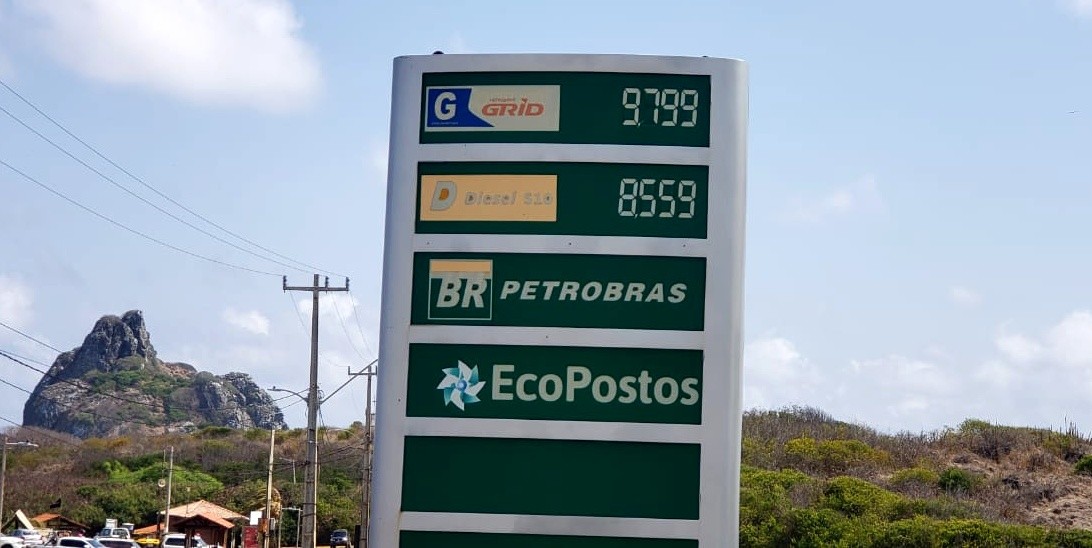 G GRID 9,799
D Diesel S10 8,559
BR PETROBRAS
EcoPostos